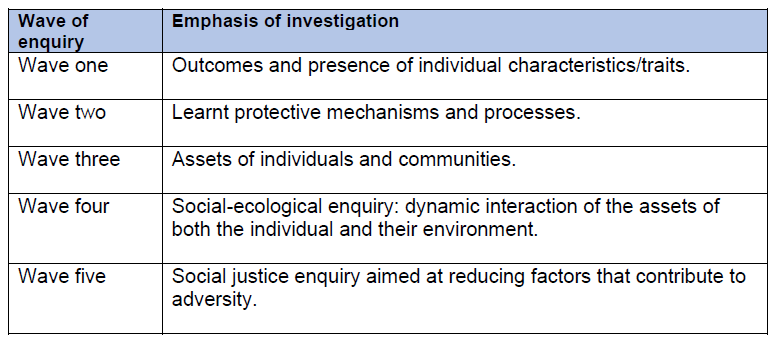 Wave of
enquiry
Emphasis of investigation
Wave one
Outcomes and presence of individual characteristics/traits.
Wave two
Learnt protective mechanisms and processes.
Wave three
Assets of individuals and communities.
Wave four
Social-ecological enquiry: dynamic interaction of the assets of
both the individual and their environment.
Wave five
Social justice enquiry aimed at reducing factors that contribute to
adversity.